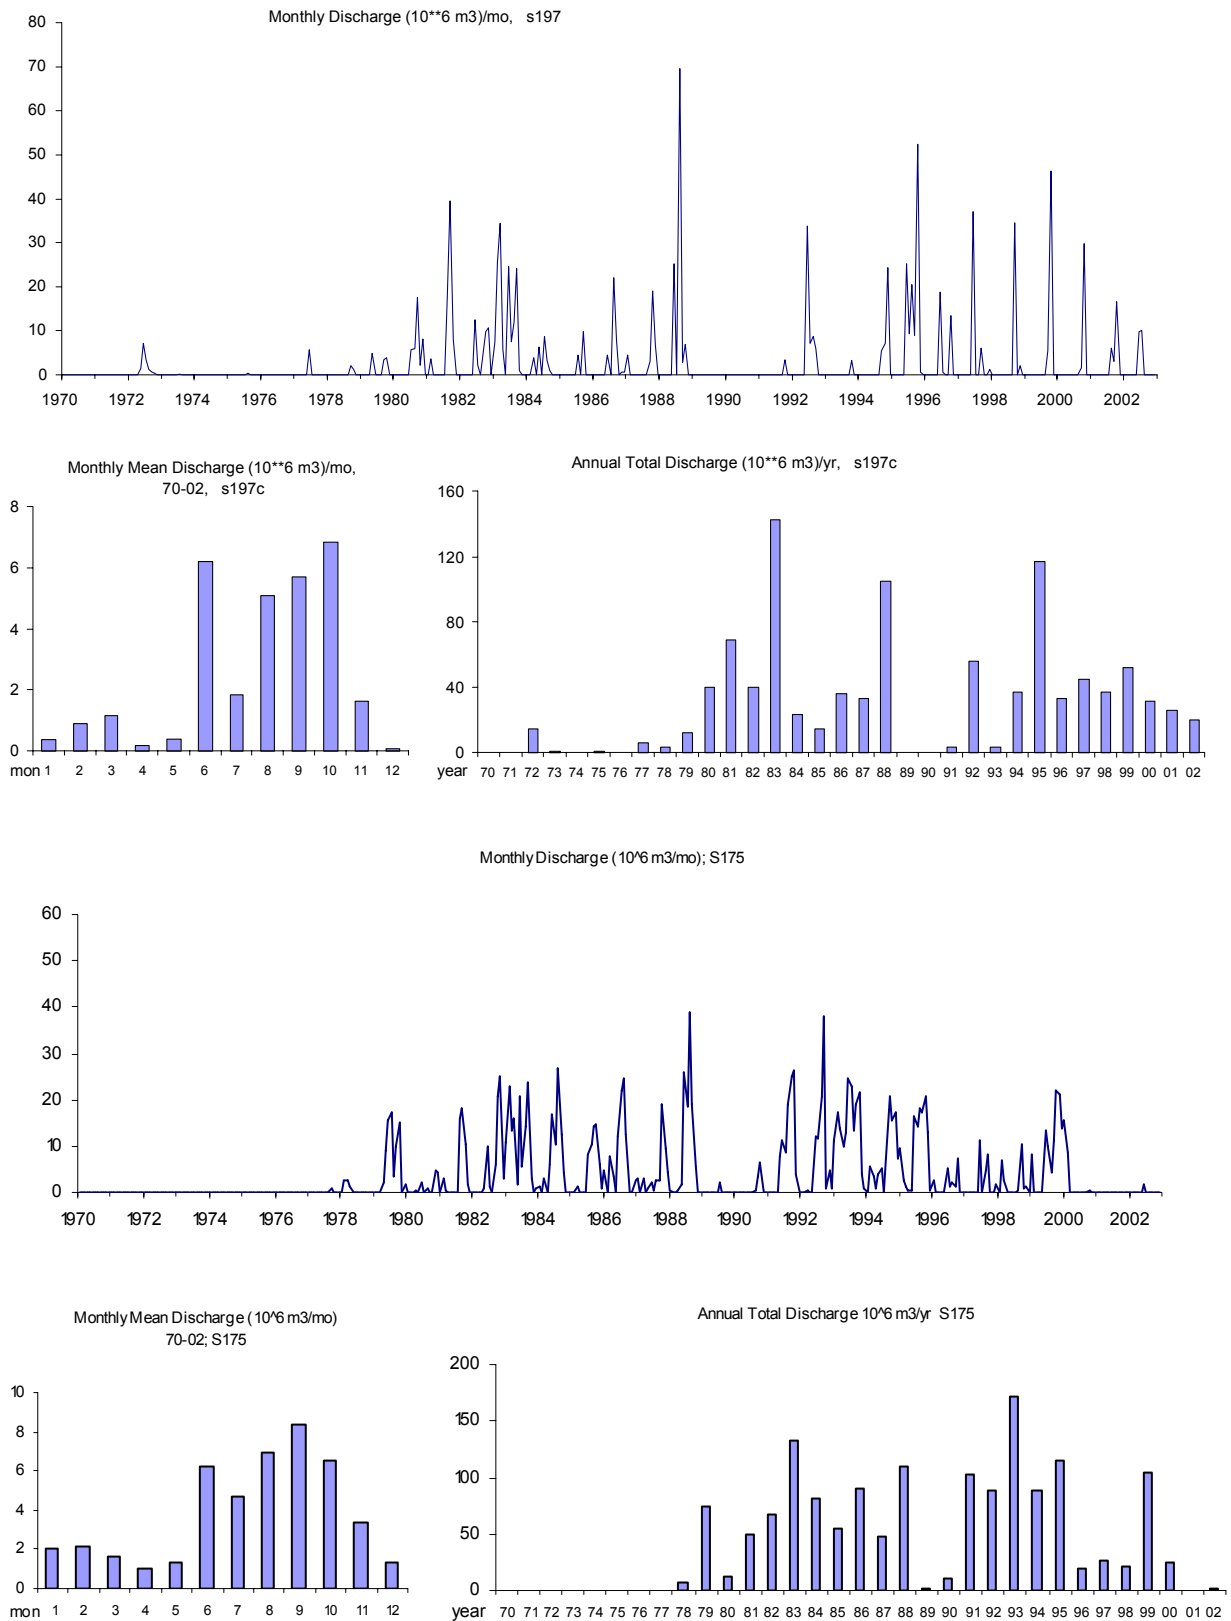 Monthly Discharge (10**6 m3)/mo, s197
80
70
60
50
40
30
20
10
0
1970 1972 1974 1976 1978 1980 1982 1984 1986 1988 1990 1992 1994 1996 1998 2000 2002
Monthly Mean Discharge (10**6 m3)/mo,
70-02, s197c
8
6
4
2
0
mon 1 2 3 4 5 6 7 8 9 10 11 12
Annual Total Discharge (10**6 m3)/yr, s197c
160
120
80
40
0
year 70 71 72 73 74 75 76 77 78 79 80 81 82 83 84 85 86 87 88 89 90 91 92 93 94 95 96 97 98 99 00 01 02
Monthly Discharge (10^6 m3/mo); S175
60
50
40
30
20
10
0
1970 1972 1974 1976 1978 1980 1982 1984 1986 1988 1990 1992 1994 1996 1998 2000 2002
Monthly Mean Discharge (10^6 m3/mo)
70-02; S175
10
8
6
4
2
0
mon 1 2 3 4 5 6 7 8 9 10 11 12
Annual Total Discharge 10^6 m3/yr S175
200
150
100
50
0
year 70 71 72 73 74 75 76 77 78 79 80 81 82 83 84 85 86 87 88 89 90 91 92 93 94 95 96 97 98 99 00 01 02